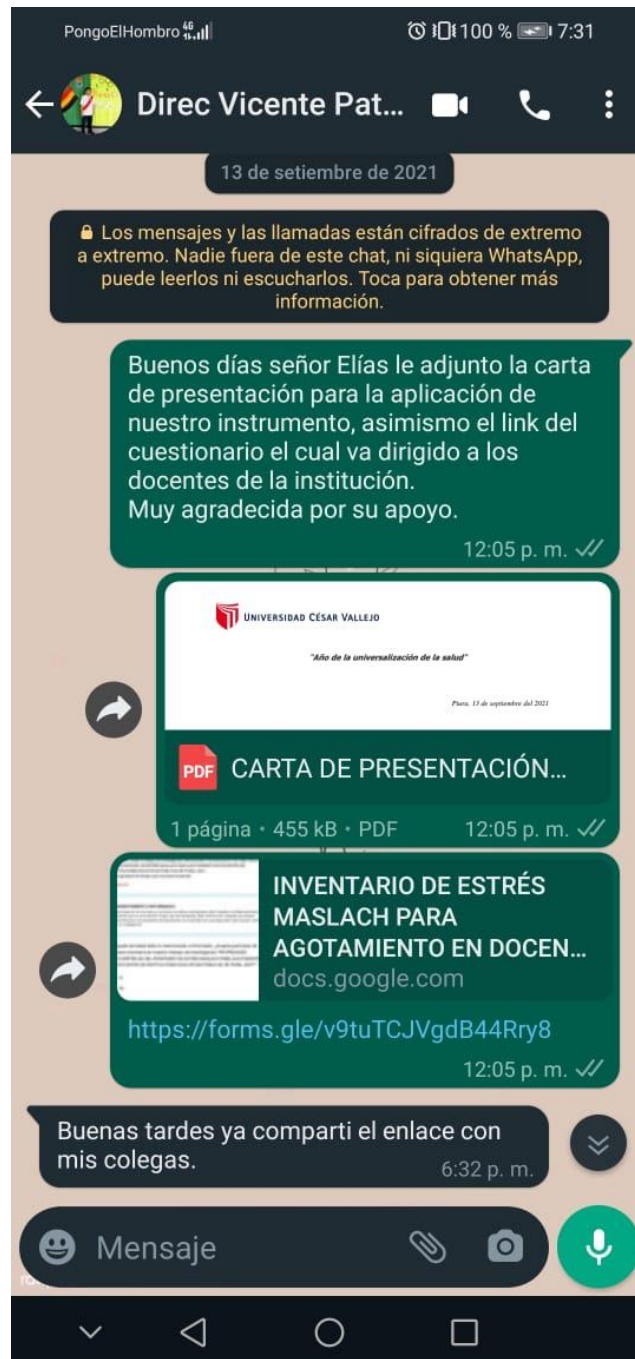 PongoElHombro 4G 100 % 7:31
Direc Vicente Pat...
13 de setiembre de 2021
Los mensajes y las llamadas están cifrados de extremo
a extremo. Nadie fuera de este chat, ni siquiera WhatsApp,
puede leerlos ni escucharlos. Toca para obtener más
información.
Buenos días señor Elías le adjunto la carta
de presentación para la aplicación de
nuestro instrumento, asimismo el link del
cuestionario el cual va dirigido a los
docentes de la institución.
Muy agradecida por su apoyo.
12:05 p. m.
UNIVERSIDAD CÉSAR VALLEJO
"Año de la universalización de la salud"
Piura, 13 de septiembre del 2021
PDF CARTA DE PRESENTACIÓN...
1 página • 455 kB • PDF 12:05 p. m.
INVENTARIO DE ESTRÉS
MASLACH PARA
AGOTAMIENTO EN DOCEN...
docs.google.com
https://forms.gle/v9tuTCJVgdB44Rry8
12:05 p. m.
Buenas tardes ya comparti el enlace con
mis colegas.
6:32 p. m.
Mensaje